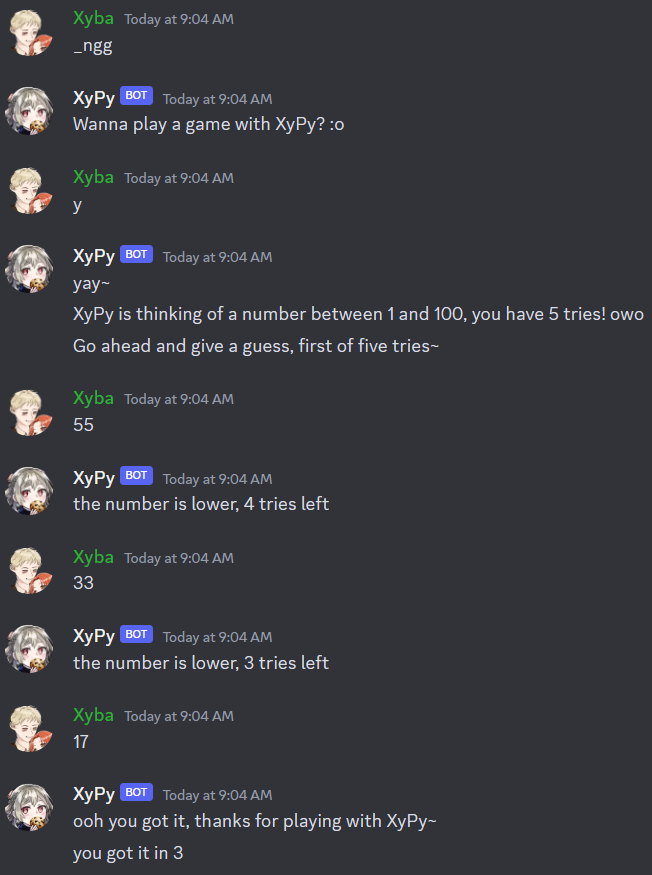 Xyba Today at 9:04 AM
_ngg
XyPy BOT Today at 9:04 AM
Wanna play a game with XyPy? :o
Xyba Today at 9:04 AM
y
XyPy BOT Today at 9:04 AM
yay~
XyPy is thinking of a number between 1 and 100, you have 5 tries! owo
Go ahead and give a guess, first of five tries~
Xyba Today at 9:04 AM
55
XyPy BOT Today at 9:04 AM
the number is lower, 4 tries left
Xyba Today at 9:04 AM
33
XyPy BOT Today at 9:04 AM
the number is lower, 3 tries left
Xyba Today at 9:04 AM
17
XyPy BOT Today at 9:04 AM
ooh you got it, thanks for playing with XyPy~
you got it in 3